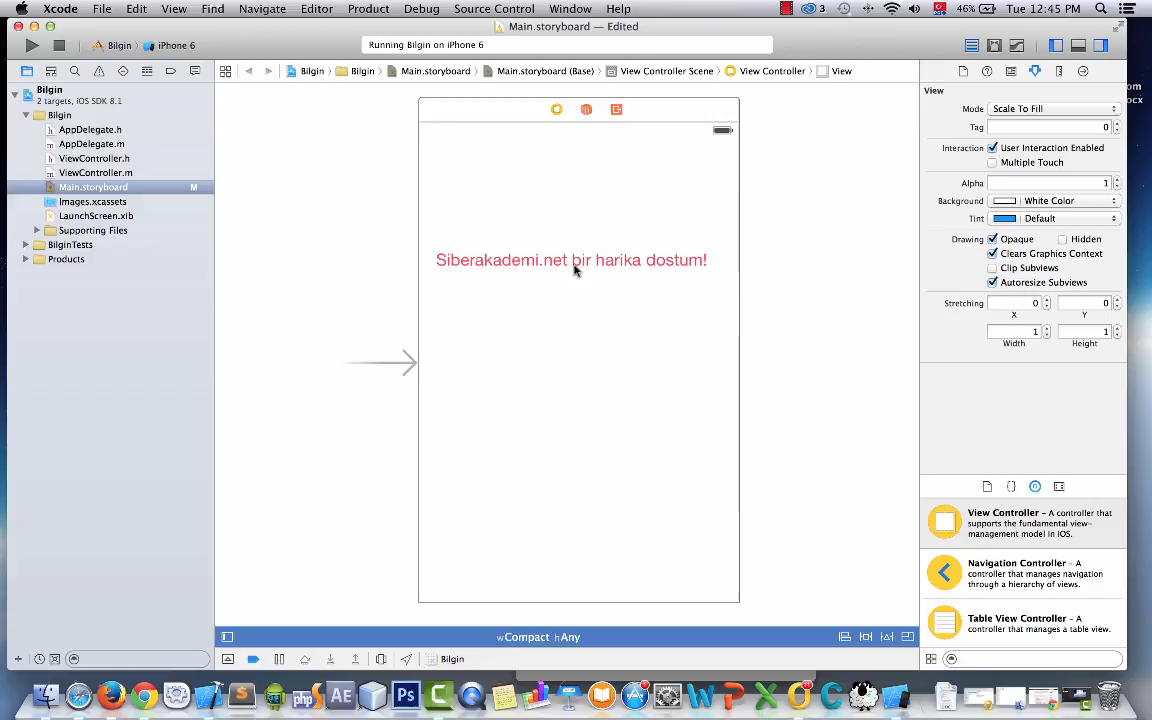 Xcode File Edit View Find Navigate Editor Product Debug Source Control Window Help 3 46% Tue 12:45 PM
Main.storyboard — Edited
Bilgin iPhone 6 Running Bilgin on iPhone 6
Bilgin Bilgin Main.storyboard Main.storyboard (Base) View Controller Scene View Controller View
Bilgin
2 targets, iOS SDK 8.1
Bilgin
AppDelegate.h
AppDelegate.m
ViewController.h
ViewController.m
Main.storyboard M
Images.xcassets
LaunchScreen.xib
Supporting Files
BilginTests
Products
Siberakademi.net bir harika dostum!
wCompact hAny
Bilgin
View
Mode Scale To Fill
Tag 0
Interaction User Interaction Enabled
Multiple Touch
Alpha 1
Background White Color
Tint Default
Drawing Opaque Hidden
Clears Graphics Context
Clip Subviews
Autoresize Subviews
Stretching 0 0
X Y
1 1
Width Height
View Controller – A controller that
supports the fundamental view-
management model in iOS.
Navigation Controller – A
controller that manages navigation
through a hierarchy of views.
Table View Controller – A
controller that manages a table view.
om
ocx
php AE Ps C